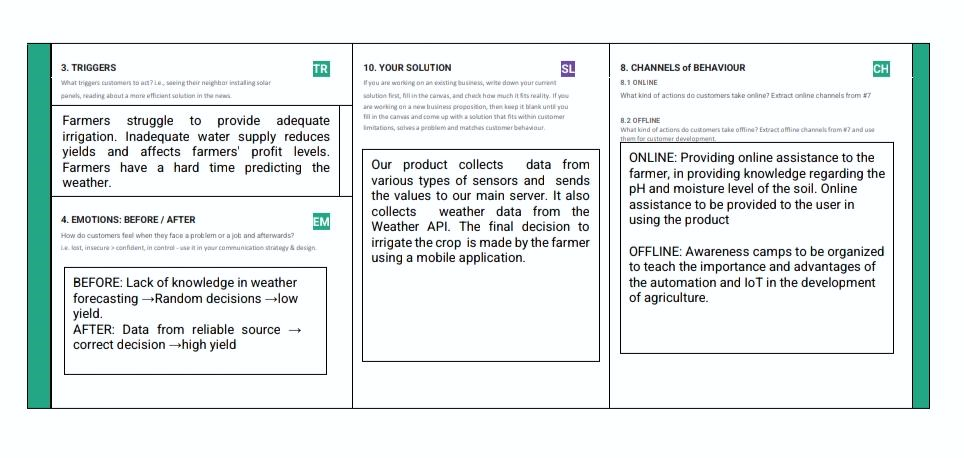 3. TRIGGERS
TR
What triggers customers to act? i.e., seeing their neighbor installing solar
panels, reading about a more efficient solution in the news.
Farmers struggle to provide adequate
irrigation. Inadequate water supply reduces
yields and affects farmers' profit levels.
Farmers have a hard time predicting the
weather.
4. EMOTIONS: BEFORE / AFTER
EM
How do customers feel when they face a problem or a job and afterwards?
i.e. lost, insecure > confident, in control - use it in your communication strategy & design.
BEFORE: Lack of knowledge in weather
forecasting →Random decisions →low
yield.
AFTER: Data from reliable source →
correct decision →high yield
10. YOUR SOLUTION
SL
If you are working on an existing business, write down your current
solution first, fill in the canvas, and check how much it fits reality. If you
are working on a new business proposition, then keep it blank until you
fill in the canvas and come up with a solution that fits within customer
limitations, solves a problem and matches customer behaviour.
Our product collects data from
various types of sensors and sends
the values to our main server. It also
collects weather data from the
Weather API. The final decision to
irrigate the crop is made by the farmer
using a mobile application.
8. CHANNELS of BEHAVIOUR
CH
8.1 ONLINE
What kind of actions do customers take online? Extract online channels from #7
8.2 OFFLINE
What kind of actions do customers take offline? Extract offline channels from #7 and use
them for customer development.
ONLINE: Providing online assistance to the
farmer, in providing knowledge regarding the
pH and moisture level of the soil. Online
assistance to be provided to the user in
using the product
OFFLINE: Awareness camps to be organized
to teach the importance and advantages of
the automation and IoT in the development
of agriculture.